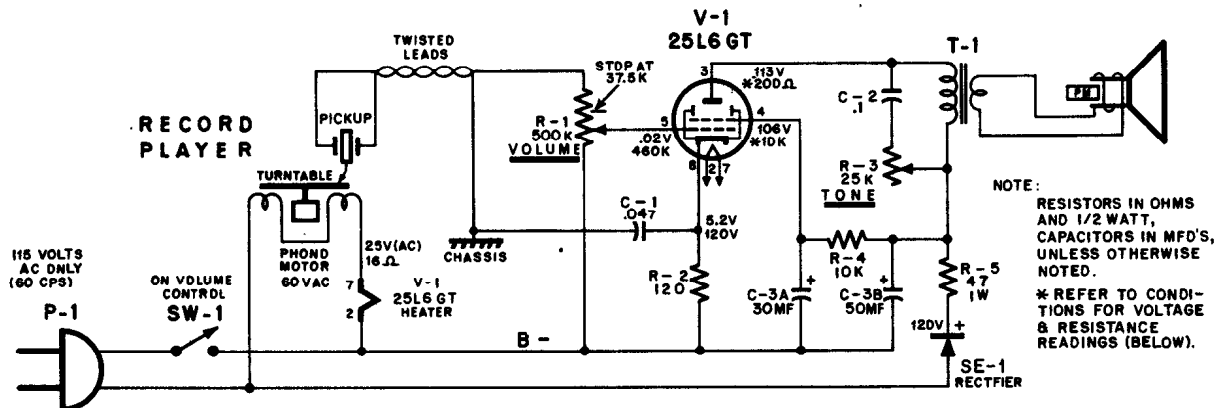 V-1
25L6 GT
T-1
TWISTED
LEADS
STOP AT
37.5K
3
.113V
*200Ω
C-2
.1
PM
RECORD
PLAYER
PICKUP
R-1
500K
VOLUME
5
4
.02V
460K
106V
*10K
6
2
7
R-3
25K
TONE
TURNTABLE
C-1
.047
5.2V
120V
NOTE:
RESISTORS IN OHMS
AND 1/2 WATT,
CAPACITORS IN MFD'S,
UNLESS OTHERWISE
NOTED.
* REFER TO CONDI-
TIONS FOR VOLTAGE
& RESISTANCE
READINGS (BELOW).
115 VOLTS
AC ONLY
(60 CPS)
P-1
ON VOLUME
CONTROL
SW-1
PHONO
MOTOR
60VAC
25V(AC)
16Ω
7
2
V-1
25L6 GT
HEATER
CHASSIS
R-2
120
R-4
10K
R-5
47
1W
+
C-3A
30MF
+
C-3B
50MF
120V
+
B-
SE-1
RECTFIER